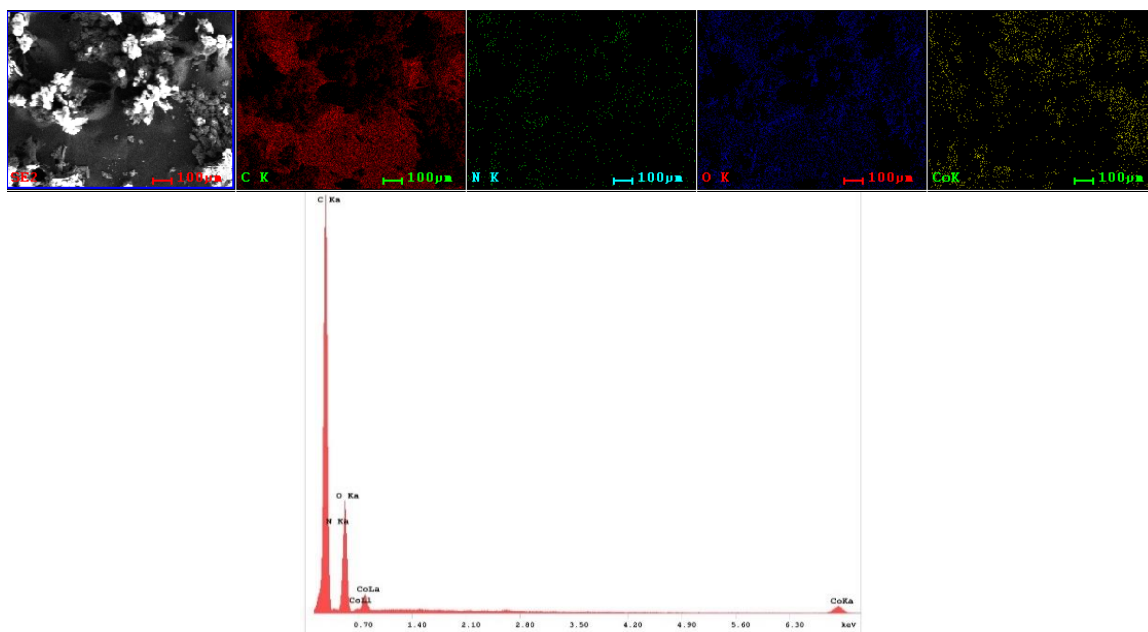 SE2 100µm
C K 100µm
N K 100µm
O K 100µm
CoK 100µm
C Ka
O Ka
N Ka
CoLa
CoLl
CoKa
0.70 1.40 2.10 2.80 3.50 4.20 4.90 5.60 6.30 keV